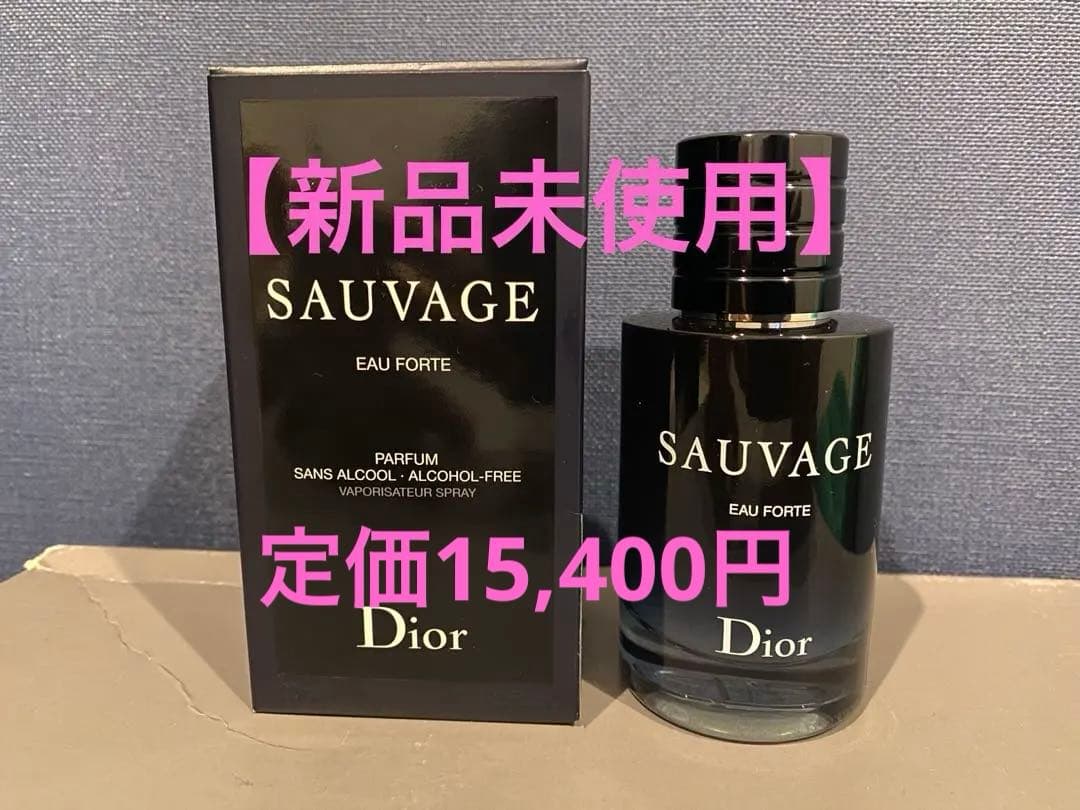 【新品未使用】
SAUVAGE
EAU FORTE
PARFUM
SANS ALCOOL · ALCOHOL-FREE
VAPORISATEUR SPRAY
定価15,400円
Dior
SAUVAGE
EAU FORTE
Dior